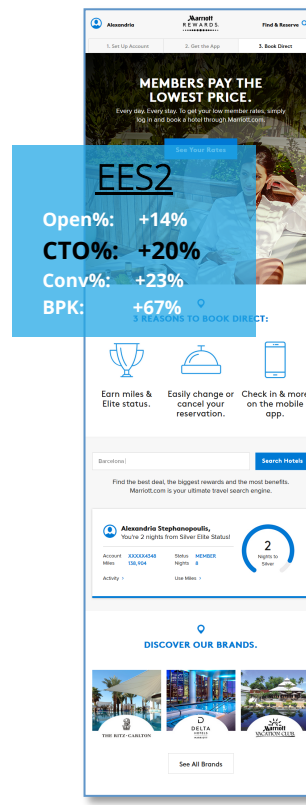 Alexandria
Marriott
REWARDS.
Find & Reserve
1. Set Up Account
2. Get the App
3. Book Direct
MEMBERS PAY THE
LOWEST PRICE.
Every day. Every stay. To get your low member rates, simply
log in and book a hotel through Marriott.com.
See Your Rates
EES2
Open%: +14%
CTO%: +20%
Conv%: +23%
BPK: +67%
3 REASONS TO BOOK DIRECT:
Earn miles &
Elite status.
Easily change or
cancel your
reservation.
Check in & more
on the mobile
app.
Barcelona|
Search Hotels
Find the best deal, the biggest rewards and the most benefits.
Marriott.com is your ultimate travel search engine.
Alexandria Stephanopoulis,
You're 2 nights from Silver Elite Status!
Account XXXXX4348
Status MEMBER
Miles 138,904
Nights 8
Activity >
Use Miles >
2
Nights to
Silver
DISCOVER OUR BRANDS.
THE RITZ-CARLTON
DELTA
HOTELS
MARRIOTT
Marriott
VACATION CLUB
See All Brands